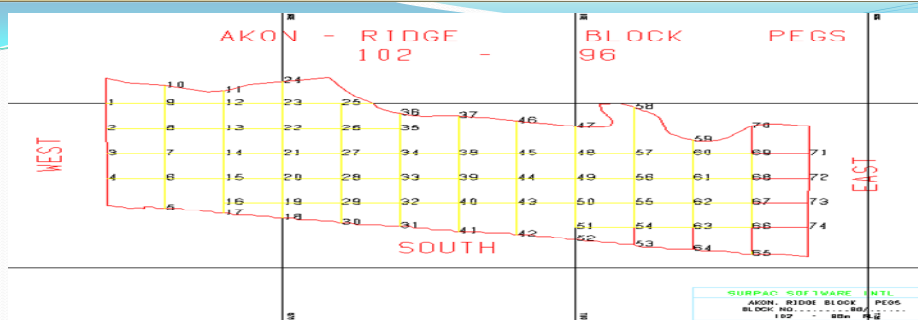 AKON - RIDGE BLOCK PEGS
102 - 96
24
10 11
1 9 12 23 25
36 37 46 47 58
2 8 13 22 26 35
59 70
3 7 14 21 27 34 38 45 48 57 60 69 71
4 6 15 20 28 33 39 44 49 56 61 68 72
5 16 19 29 32 40 43 50 55 62 67 73
17 18 30 31 41 42 51 54 63 66 74
52 53 64 65
WEST
EAST
SOUTH
SURPAC SOFTWARE INTL
AKON. RIDGE BLOCK PEGS
BLOCK NO.
102 -